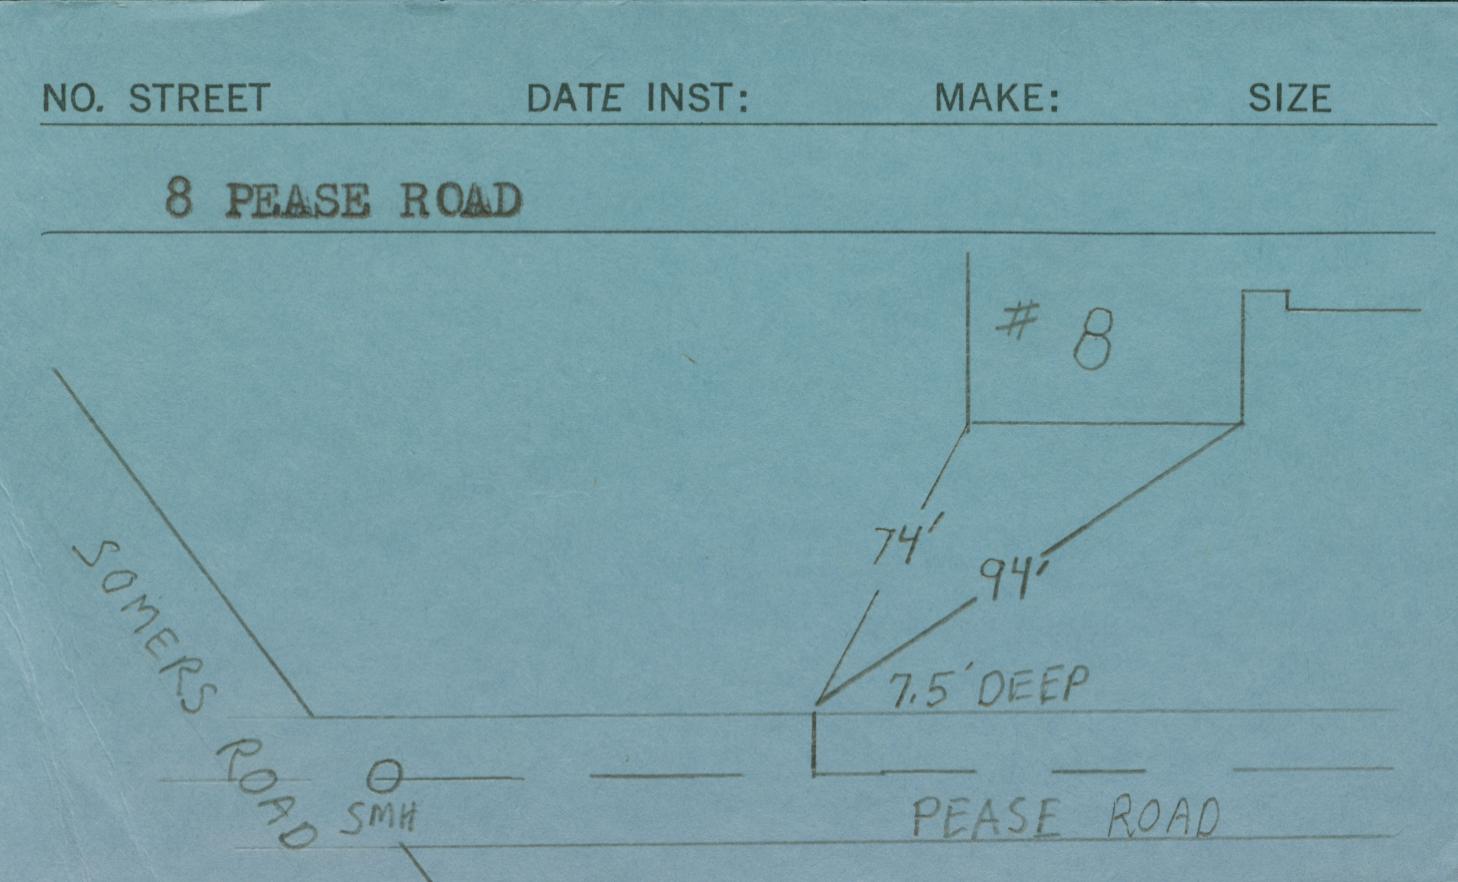 NO. STREET DATE INST: MAKE: SIZE
8 PEASE ROAD
# 8
74'
94'
7.5' DEEP
SOMERS ROAD
SMH
PEASE ROAD